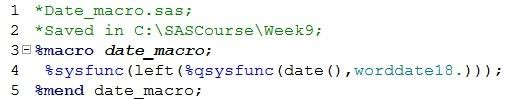 1 *Date_macro.sas;
2 *Saved in C:\SASCourse\Week9;
3 %macro date_macro;
4 %sysfunc(left(%qsysfunc(date(),worddate18.)));
5 %mend date_macro;